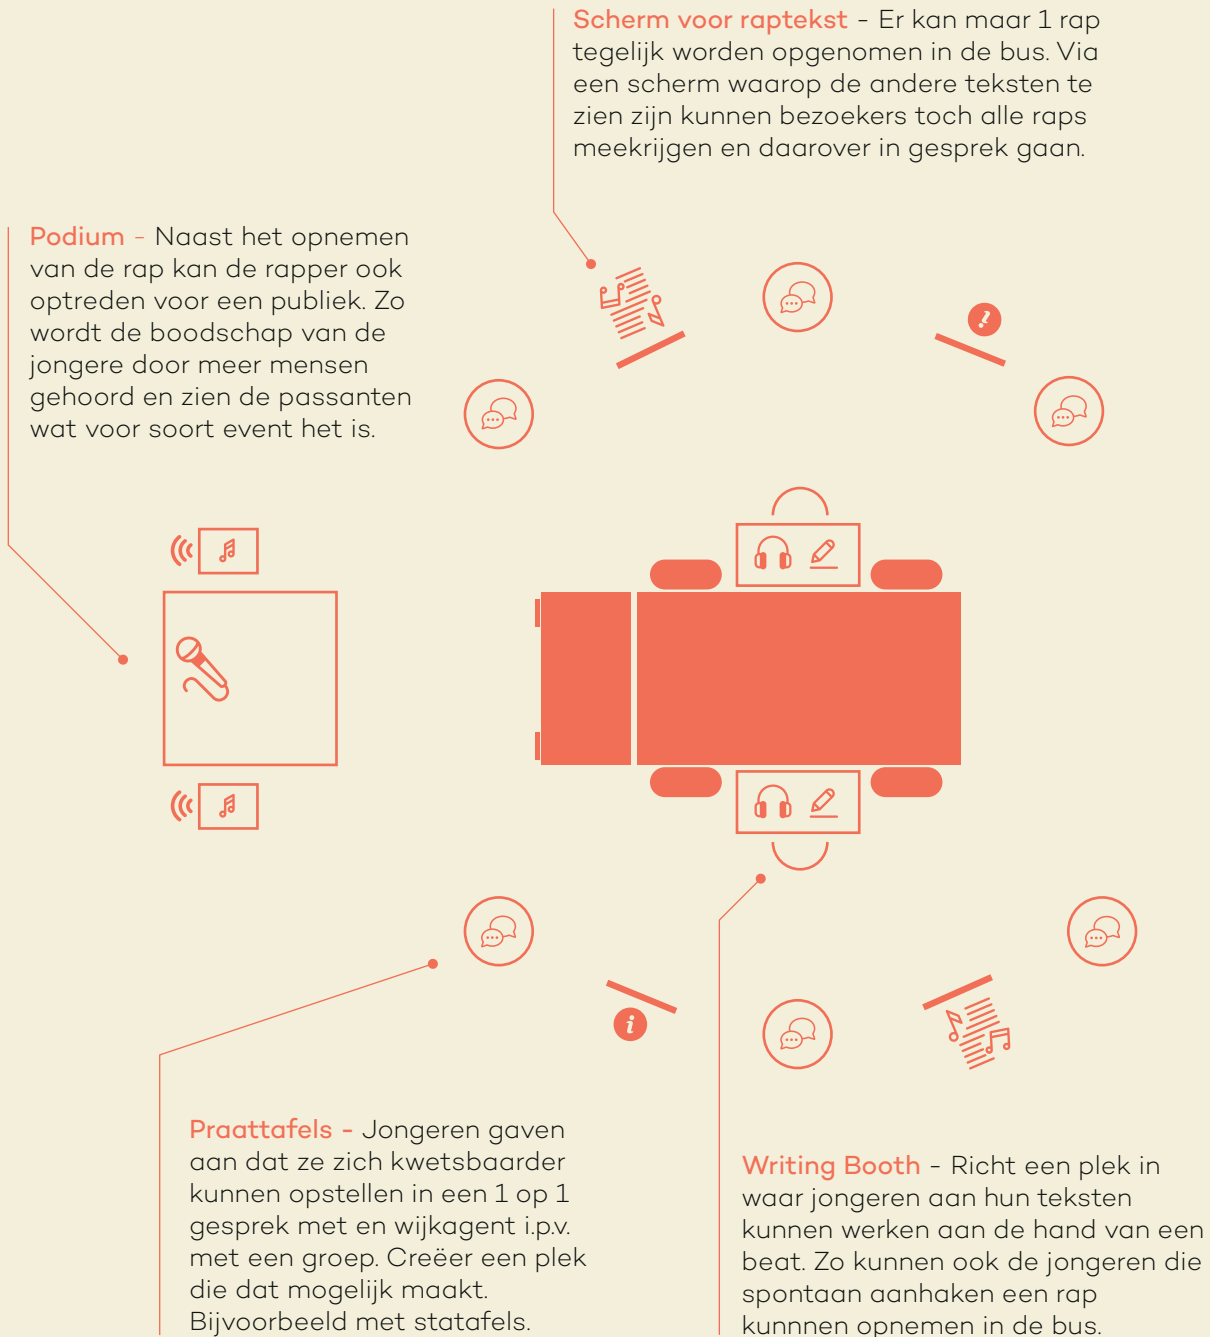 Scherm voor raptekst - Er kan maar 1 rap
tegelijk worden opgenomen in de bus. Via
een scherm waarop de andere teksten te
zien zijn kunnen bezoekers toch alle raps
meekrijgen en daarover in gesprek gaan.
Podium - Naast het opnemen
van de rap kan de rapper ook
optreden voor een publiek. Zo
wordt de boodschap van de
jongere door meer mensen
gehoord en zien de passanten
wat voor soort event het is.
i
i
Praattafels - Jongeren gaven
aan dat ze zich kwetsbaarder
kunnen opstellen in een 1 op 1
gesprek met en wijkagent i.p.v.
met een groep. Creëer een plek
die dat mogelijk maakt.
Bijvoorbeeld met statafels.
Writing Booth - Richt een plek in
waar jongeren aan hun teksten
kunnen werken aan de hand van een
beat. Zo kunnen ook de jongeren die
spontaan aanhaken een rap
kunnnen opnemen in de bus.